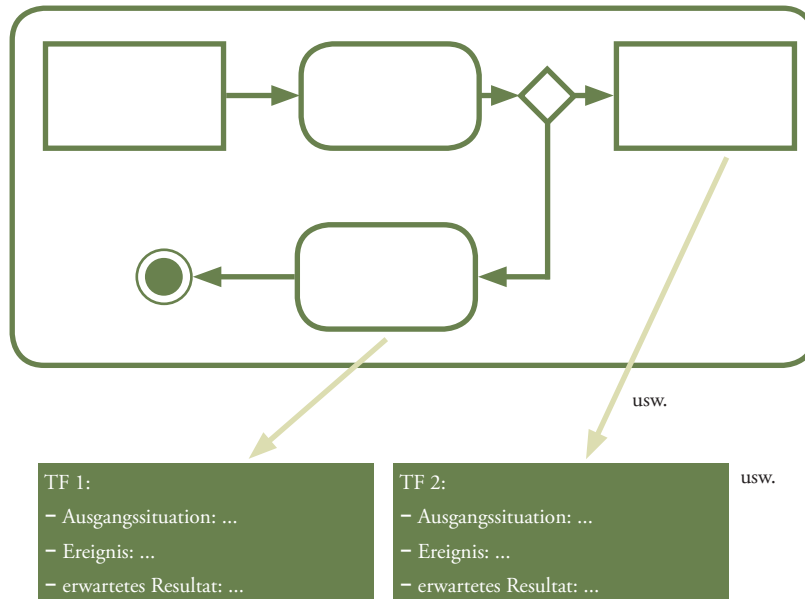 usw.
TF 1:
– Ausgangssituation: ...
– Ereignis: ...
– erwartetes Resultat: ...
TF 2:
– Ausgangssituation: ...
– Ereignis: ...
– erwartetes Resultat: ...
usw.